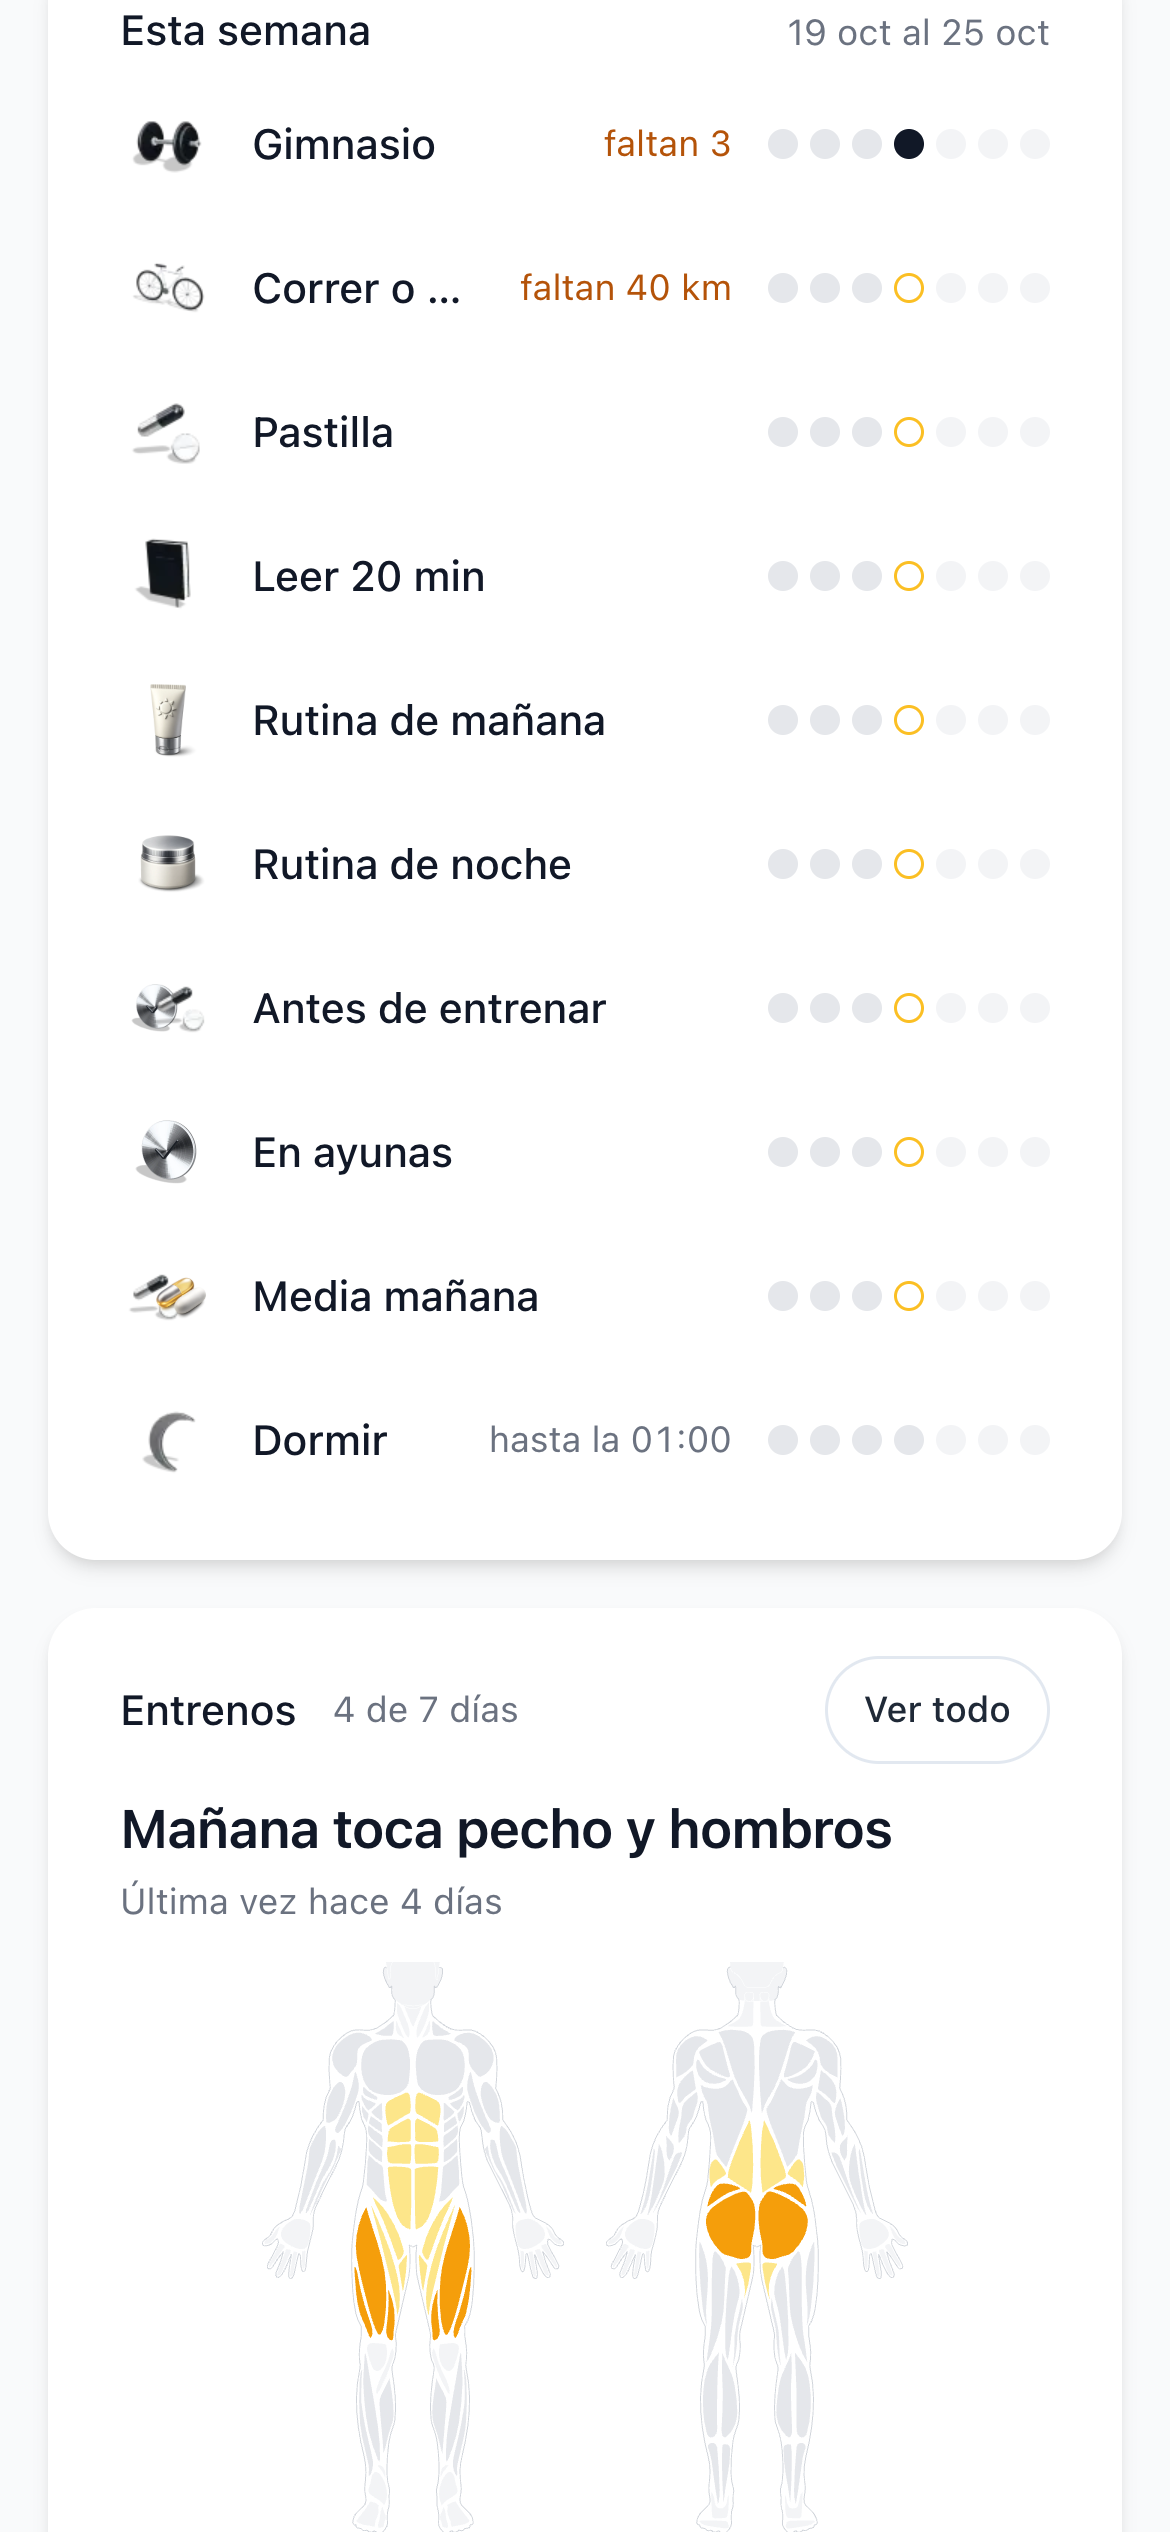 Esta semana
19 oct al 25 oct
Gimnasio
faltan 3
Correr o ...
faltan 40 km
Pastilla
Leer 20 min
Rutina de mañana
Rutina de noche
Antes de entrenar
En ayunas
Media mañana
Dormir
hasta la 01:00
Entrenos
4 de 7 días
Ver todo
Mañana toca pecho y hombros
Última vez hace 4 días